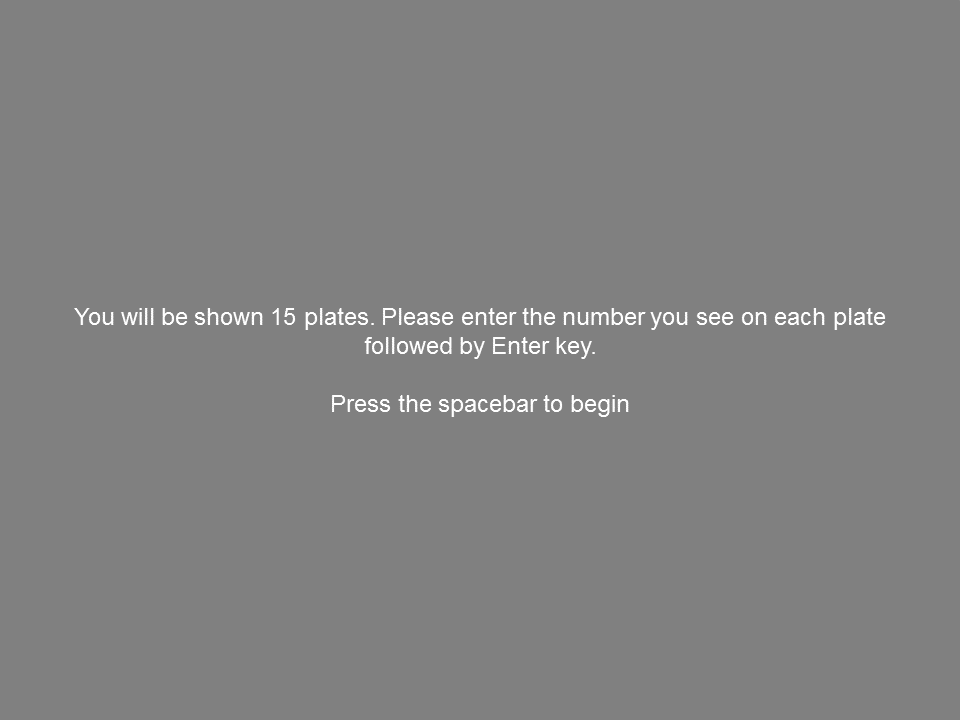 You will be shown 15 plates. Please enter the number you see on each plate
followed by Enter key.
Press the spacebar to begin